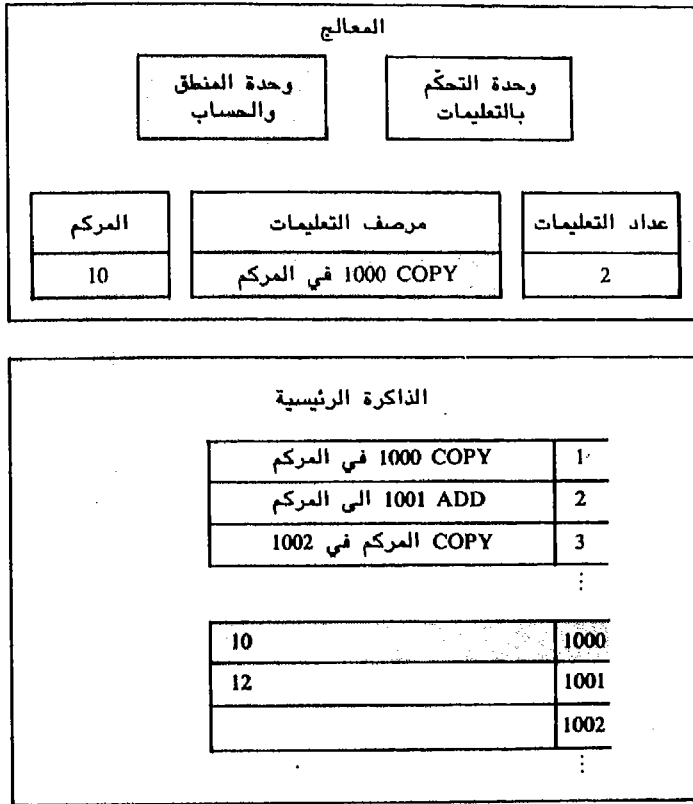 المعالج
وحدة المنطق
والحساب
وحدة التحكّم
بالتعليمات
عداد التعليمات
مرصف التعليمات
المركم
2
COPY 1000 في المركم
10
الذاكرة الرئيسية
1 COPY 1000 في المركم
2 ADD 1001 الى المركم
3 COPY المركم في 1002
⋮
1000 10
1001 12
1002
⋮